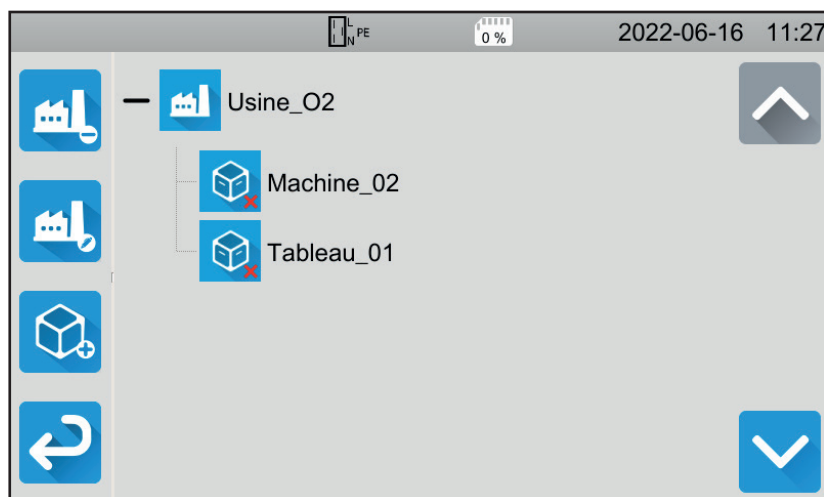 L
N PE
0 %
2022-06-16 11:27
Usine_O2
Machine_02
Tableau_01